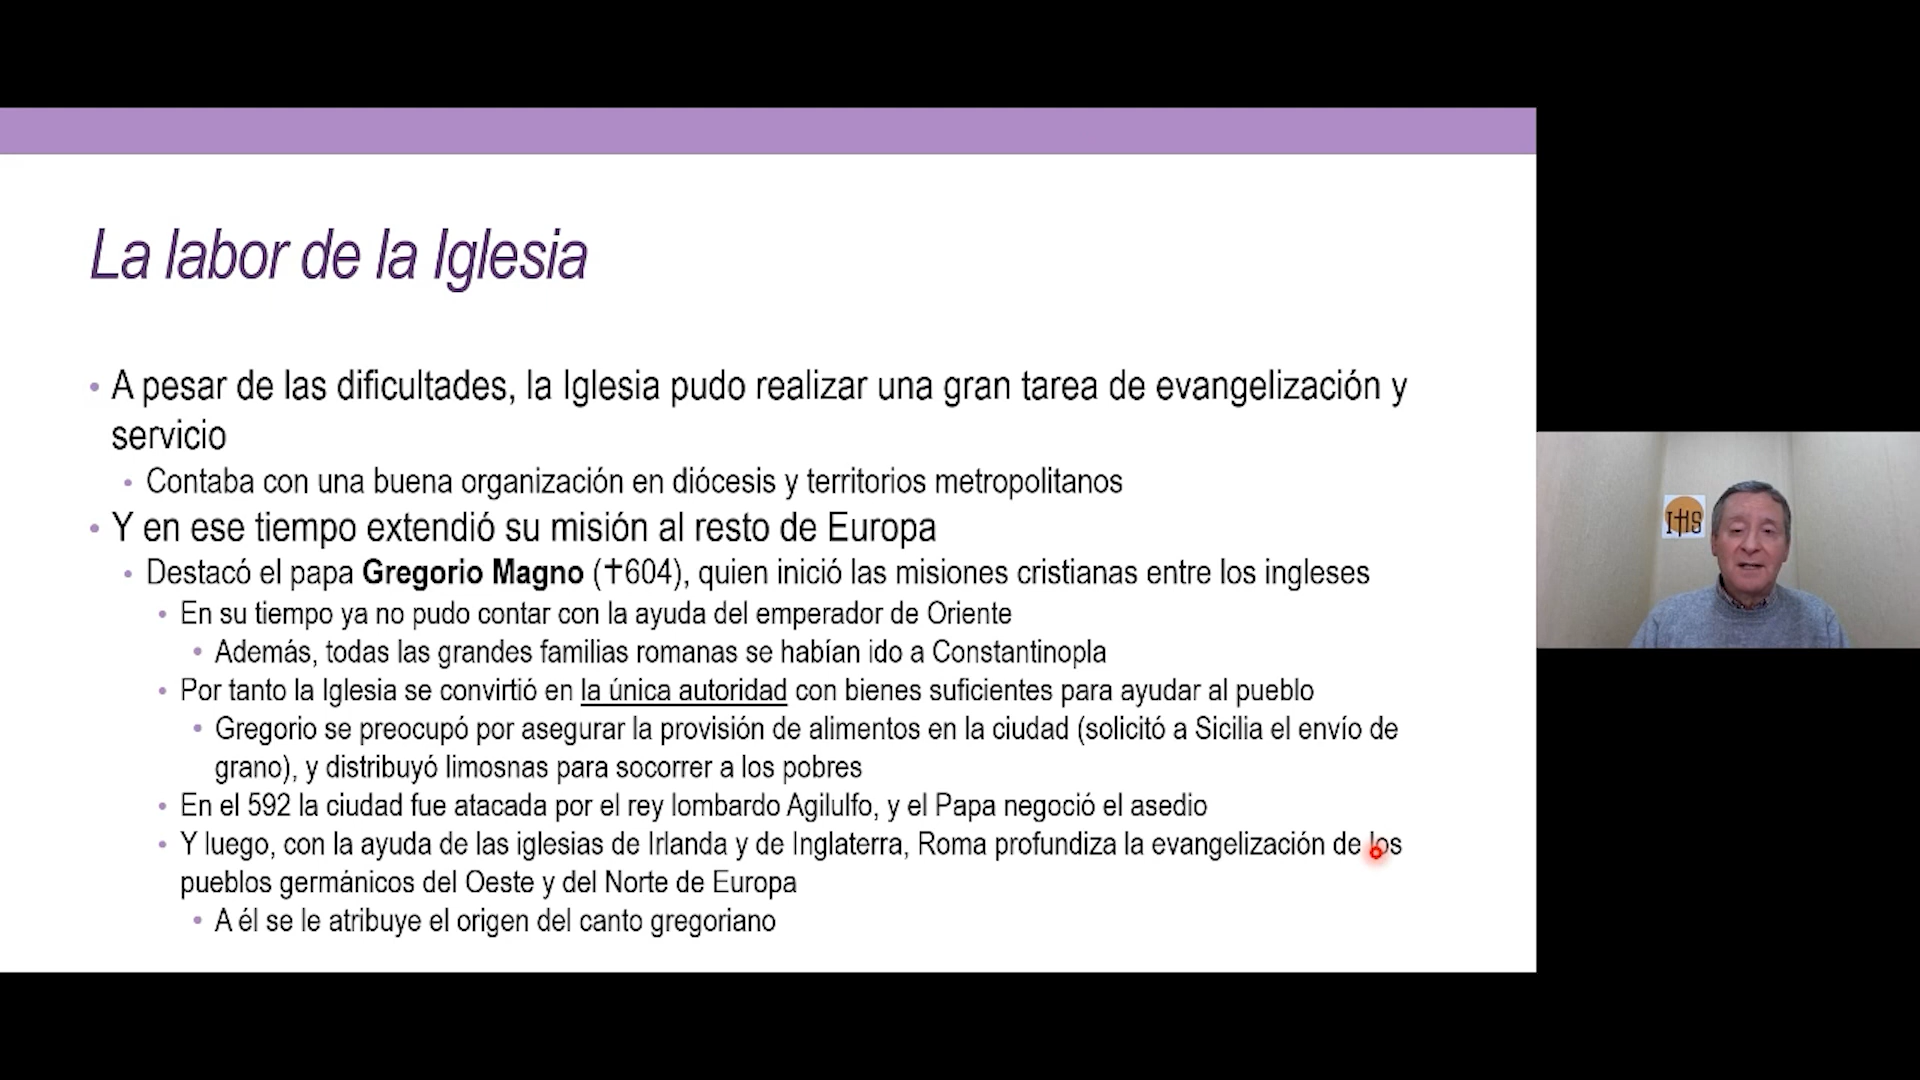 La labor de la Iglesia
• A pesar de las dificultades, la Iglesia pudo realizar una gran tarea de evangelización y
servicio
• Contaba con una buena organización en diócesis y territorios metropolitanos
• Y en ese tiempo extendió su misión al resto de Europa
• Destacó el papa Gregorio Magno (✝604), quien inició las misiones cristianas entre los ingleses
• En su tiempo ya no pudo contar con la ayuda del emperador de Oriente
• Además, todas las grandes familias romanas se habían ido a Constantinopla
• Por tanto la Iglesia se convirtió en la única autoridad con bienes suficientes para ayudar al pueblo
• Gregorio se preocupó por asegurar la provisión de alimentos en la ciudad (solicitó a Sicilia el envío de
grano), y distribuyó limosnas para socorrer a los pobres
• En el 592 la ciudad fue atacada por el rey lombardo Agilulfo, y el Papa negoció el asedio
• Y luego, con la ayuda de las iglesias de Irlanda y de Inglaterra, Roma profundiza la evangelización de los
pueblos germánicos del Oeste y del Norte de Europa
• A él se le atribuye el origen del canto gregoriano
IHS